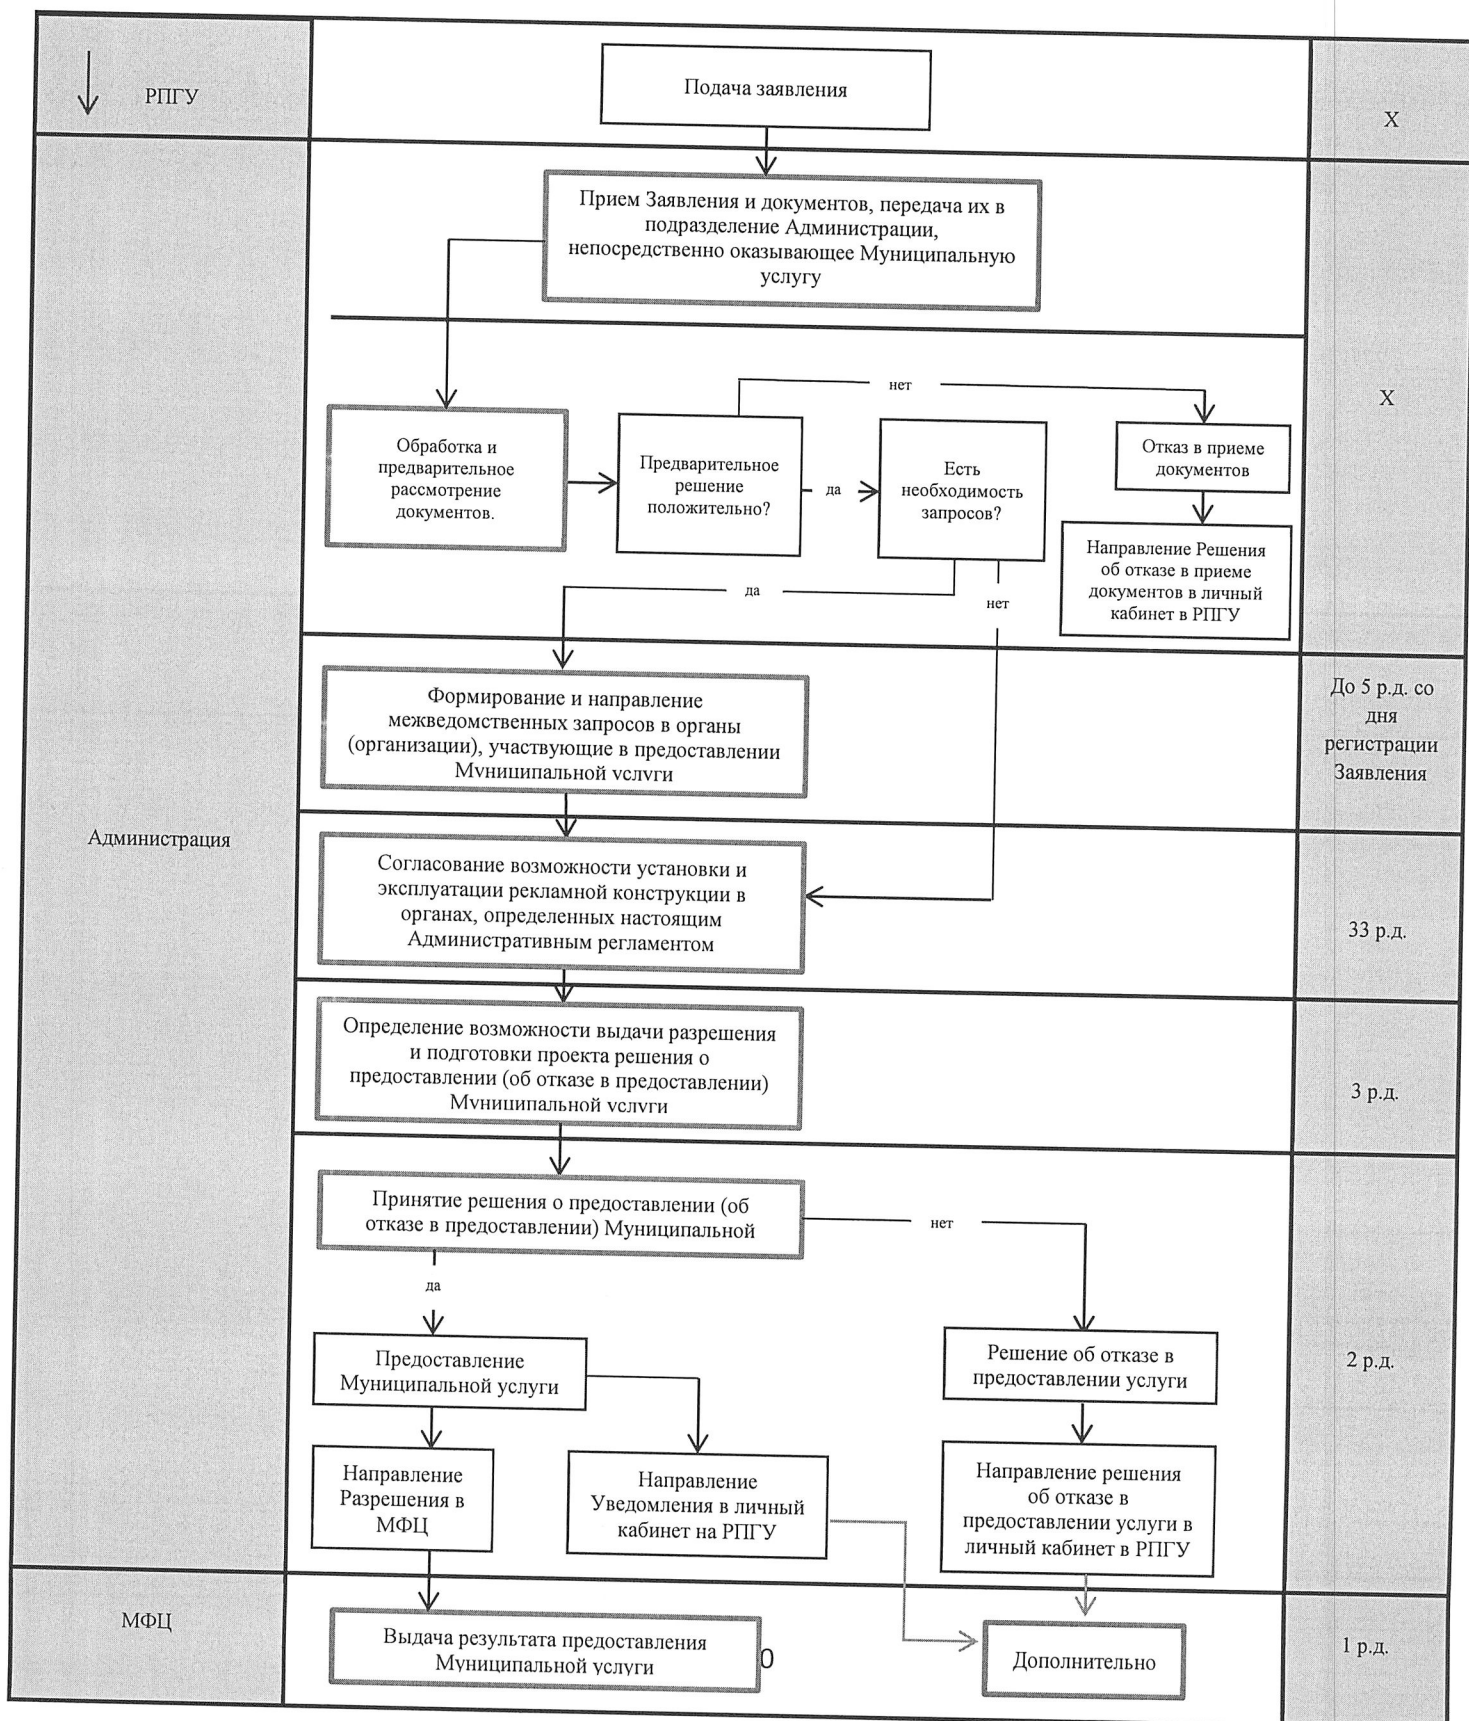 РПГУ
Подача заявления
X
Прием Заявления и документов, передача их в
подразделение Администрации,
непосредственно оказывающее Муниципальную
услугу
X
нет
Обработка и
предварительное
рассмотрение
документов.
Предварительное
решение
положительно?
да
Есть
необходимость
запросов?
Отказ в приеме
документов
Направление Решения
об отказе в приеме
документов в личный
кабинет в РПГУ
да
нет
Администрация
Формирование и направление
межведомственных запросов в органы
(организации), участвующие в предоставлении
Муниципальной услуги
До 5 р.д. со
дня
регистрации
Заявления
Согласование возможности установки и
эксплуатации рекламной конструкции в
органах, определенных настоящим
Административным регламентом
33 р.д.
Определение возможности выдачи разрешения
и подготовки проекта решения о
предоставлении (об отказе в предоставлении)
Муниципальной услуги
3 р.д.
Принятие решения о предоставлении (об
отказе в предоставлении) Муниципальной
нет
да
Предоставление
Муниципальной услуги
Решение об отказе в
предоставлении услуги
2 р.д.
Направление
Разрешения в
МФЦ
Направление
Уведомления в личный
кабинет на РПГУ
Направление решения
об отказе в
предоставлении услуги в
личный кабинет в РПГУ
МФЦ
Выдача результата предоставления
Муниципальной услуги
0
Дополнительно
1 р.д.